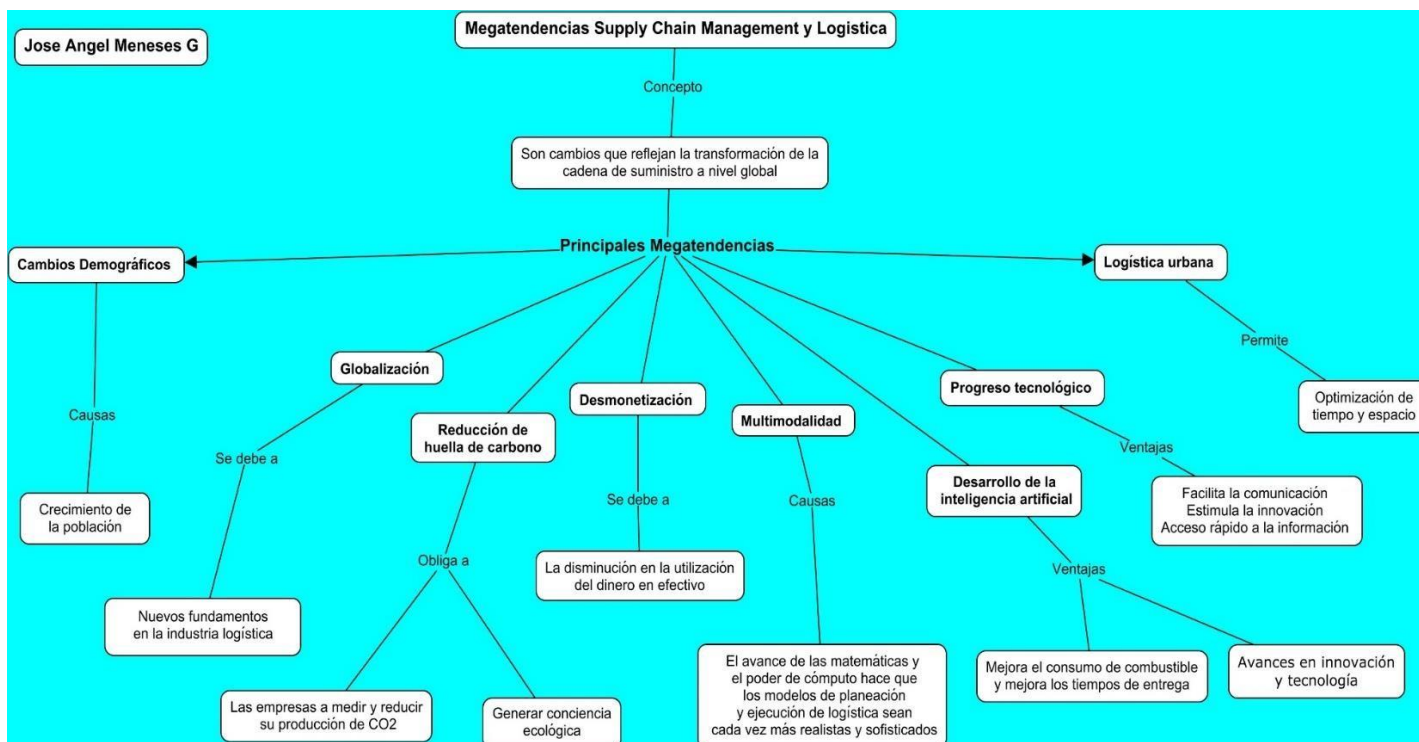 Jose Angel Meneses G
Megatendencias Supply Chain Management y Logistica
Concepto
Son cambios que reflejan la transformación de la
cadena de suministro a nivel global
Principales Megatendencias
Cambios Demográficos
Causas
Crecimiento de
la población
Globalización
Se debe a
Nuevos fundamentos
en la industria logística
Reducción de
huella de carbono
Obliga a
Las empresas a medir y reducir
su producción de CO2
Generar conciencia
ecológica
Desmonetización
Se debe a
La disminución en la utilización
del dinero en efectivo
Multimodalidad
Causas
El avance de las matemáticas y
el poder de cómputo hace que
los modelos de planeación
y ejecución de logística sean
cada vez más realistas y sofisticados
Desarrollo de la
inteligencia artificial
Ventajas
Mejora el consumo de combustible
y mejora los tiempos de entrega
Avances en innovación
y tecnología
Progreso tecnológico
Ventajas
Facilita la comunicación
Estimula la innovación
Acceso rápido a la información
Logística urbana
Permite
Optimización de
tiempo y espacio